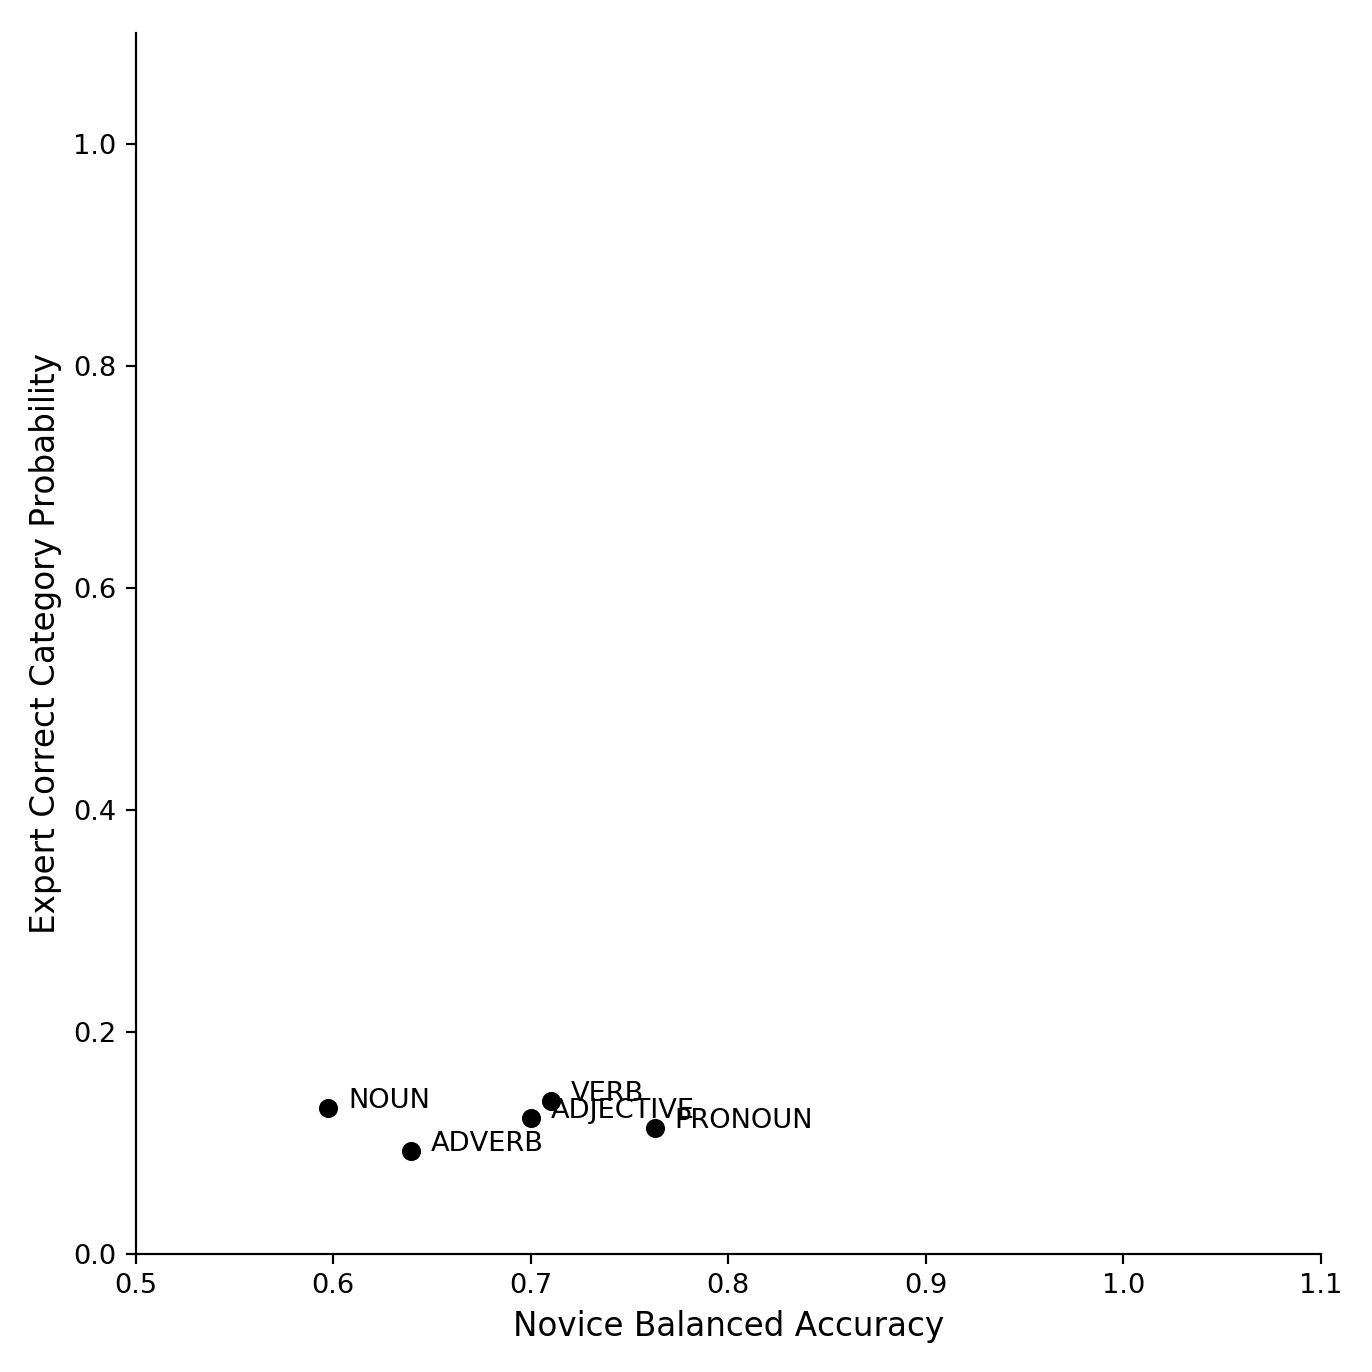 1.0
0.8
0.6
0.4
0.2
0.0
Expert Correct Category Probability
NOUN
VERB
ADJECTIVE
PRONOUN
ADVERB
0.5 0.6 0.7 0.8 0.9 1.0 1.1
Novice Balanced Accuracy